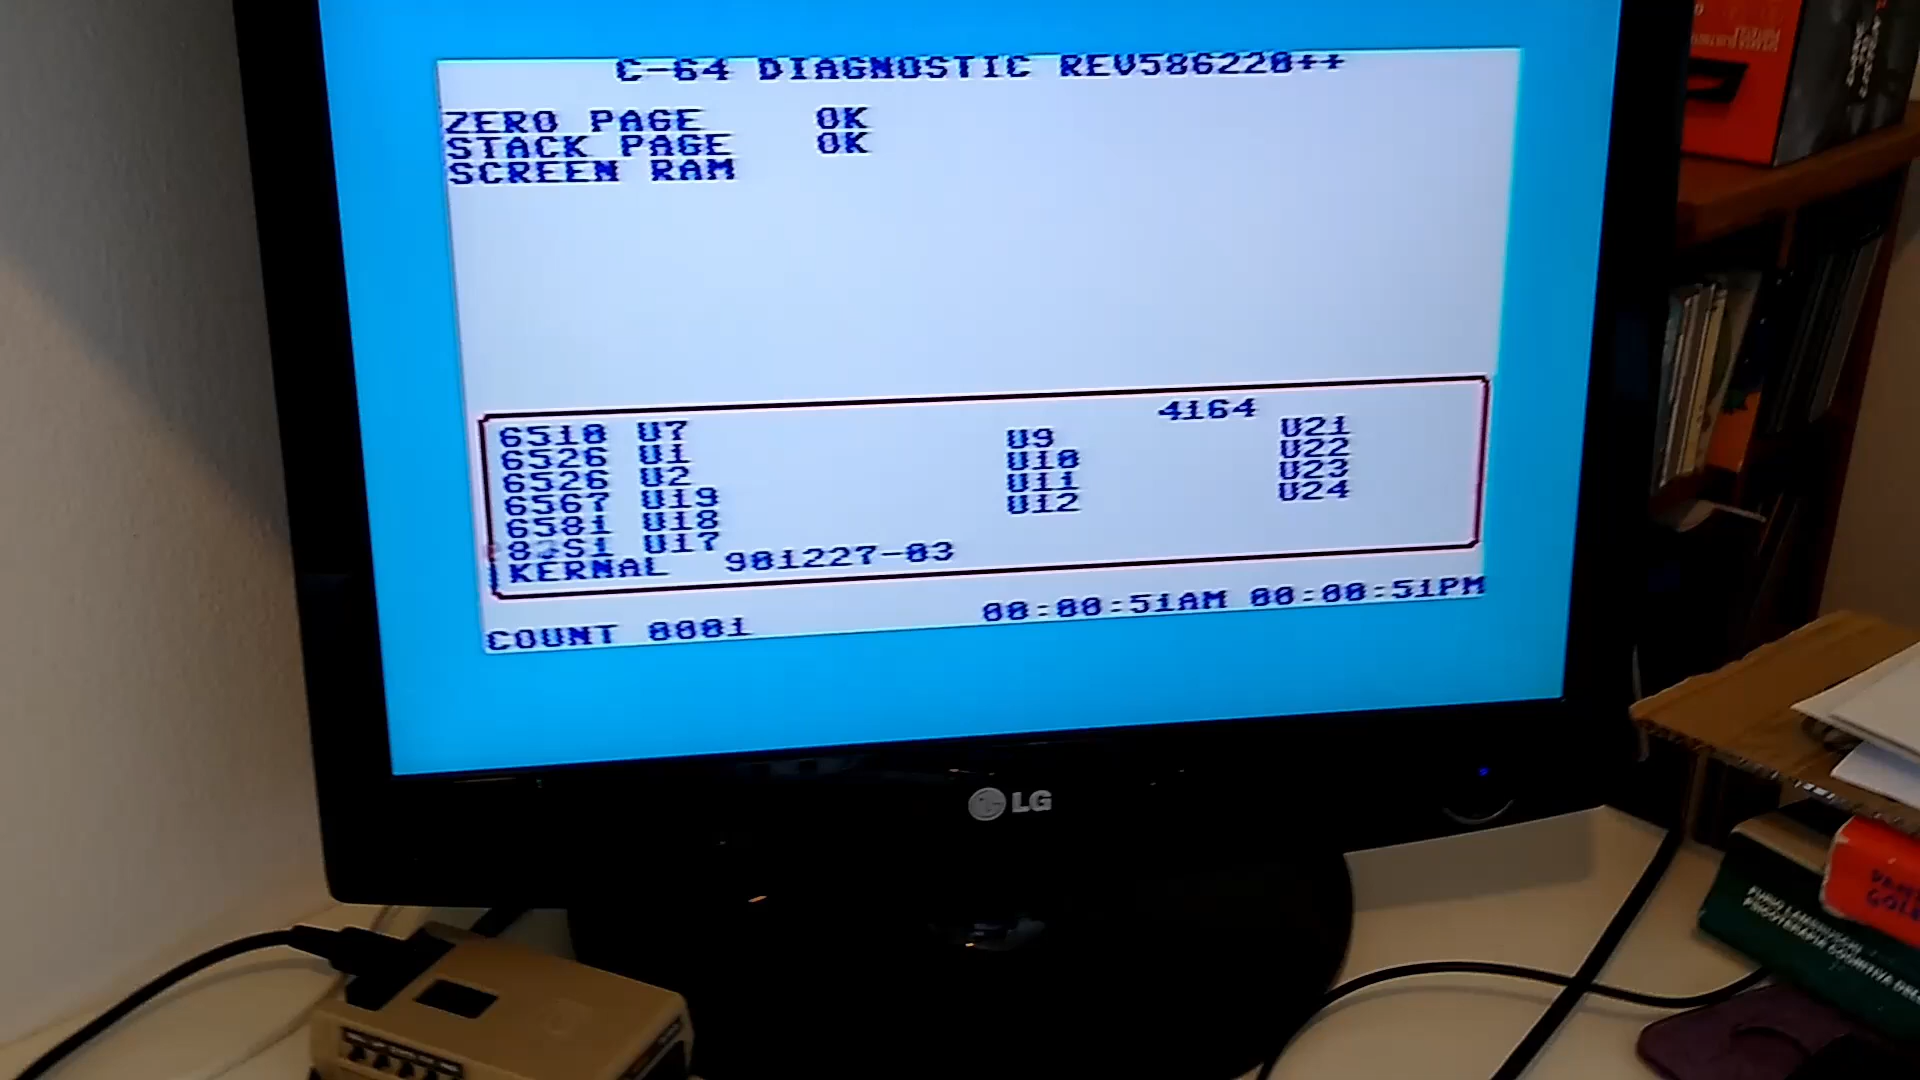 C-64 DIAGNOSTIC REV586220++
ZERO PAGE OK
STACK PAGE OK
SCREEN RAM
4164
6510 U7
6526 U1
6526 U2
6567 U19
6581 U18
U17
U9
U10
U11
U12
U21
U22
U23
U24
KERNAL 901227-03
COUNT 0001
00:00:51AM 00:00:51PM
LG